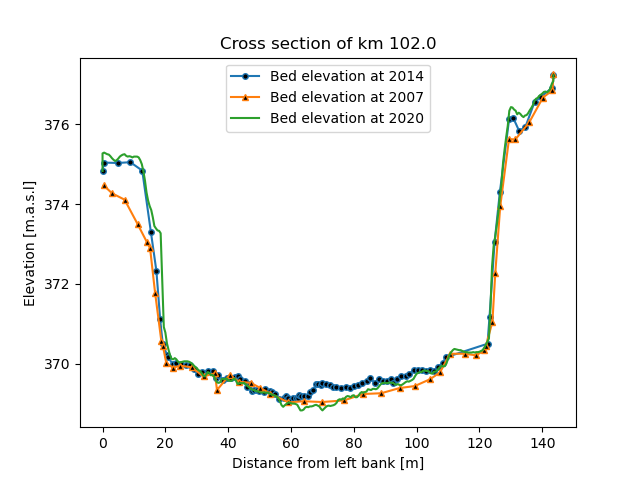 Cross section of km 102.0
Bed elevation at 2014
Bed elevation at 2007
Bed elevation at 2020
Elevation [m.a.s.l]
376
374
372
370
0 20 40 60 80 100 120 140
Distance from left bank [m]